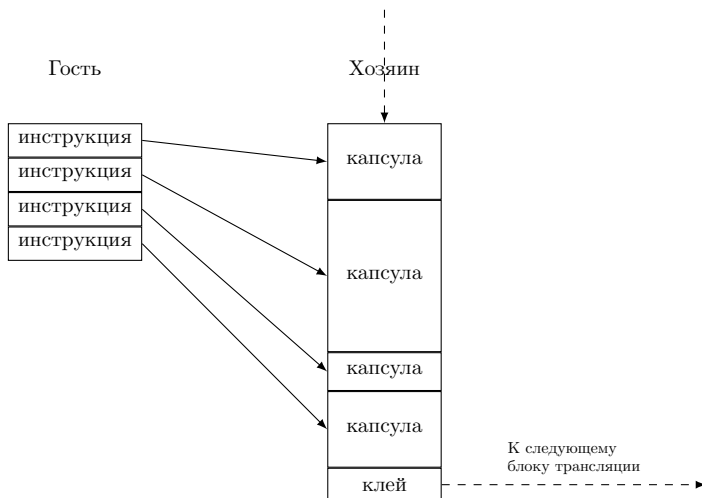 Гость
Хозяин
инструкция
инструкция
инструкция
инструкция
капсула
капсула
капсула
капсула
клей
К следующему
блоку трансляции